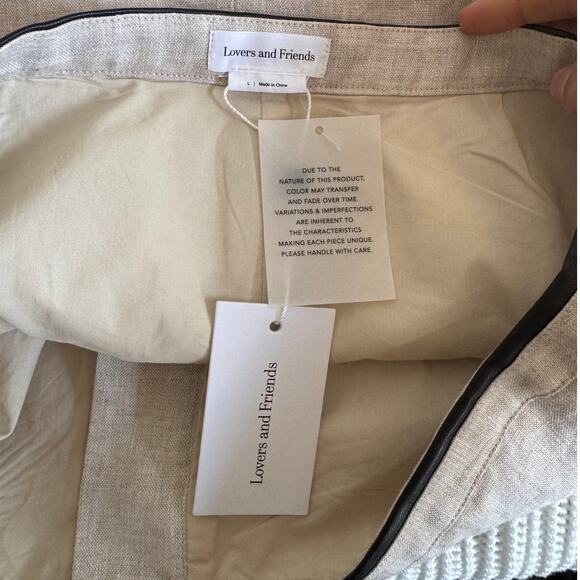 Lovers and Friends
L | Made in China
DUE TO THE
NATURE OF THIS PRODUCT,
COLOR MAY TRANSFER
AND FADE OVER TIME.
VARIATIONS & IMPERFECTIONS
ARE INHERENT TO
THE CHARACTERISTICS
MAKING EACH PIECE UNIQUE.
PLEASE HANDLE WITH CARE.
Lovers and Friends